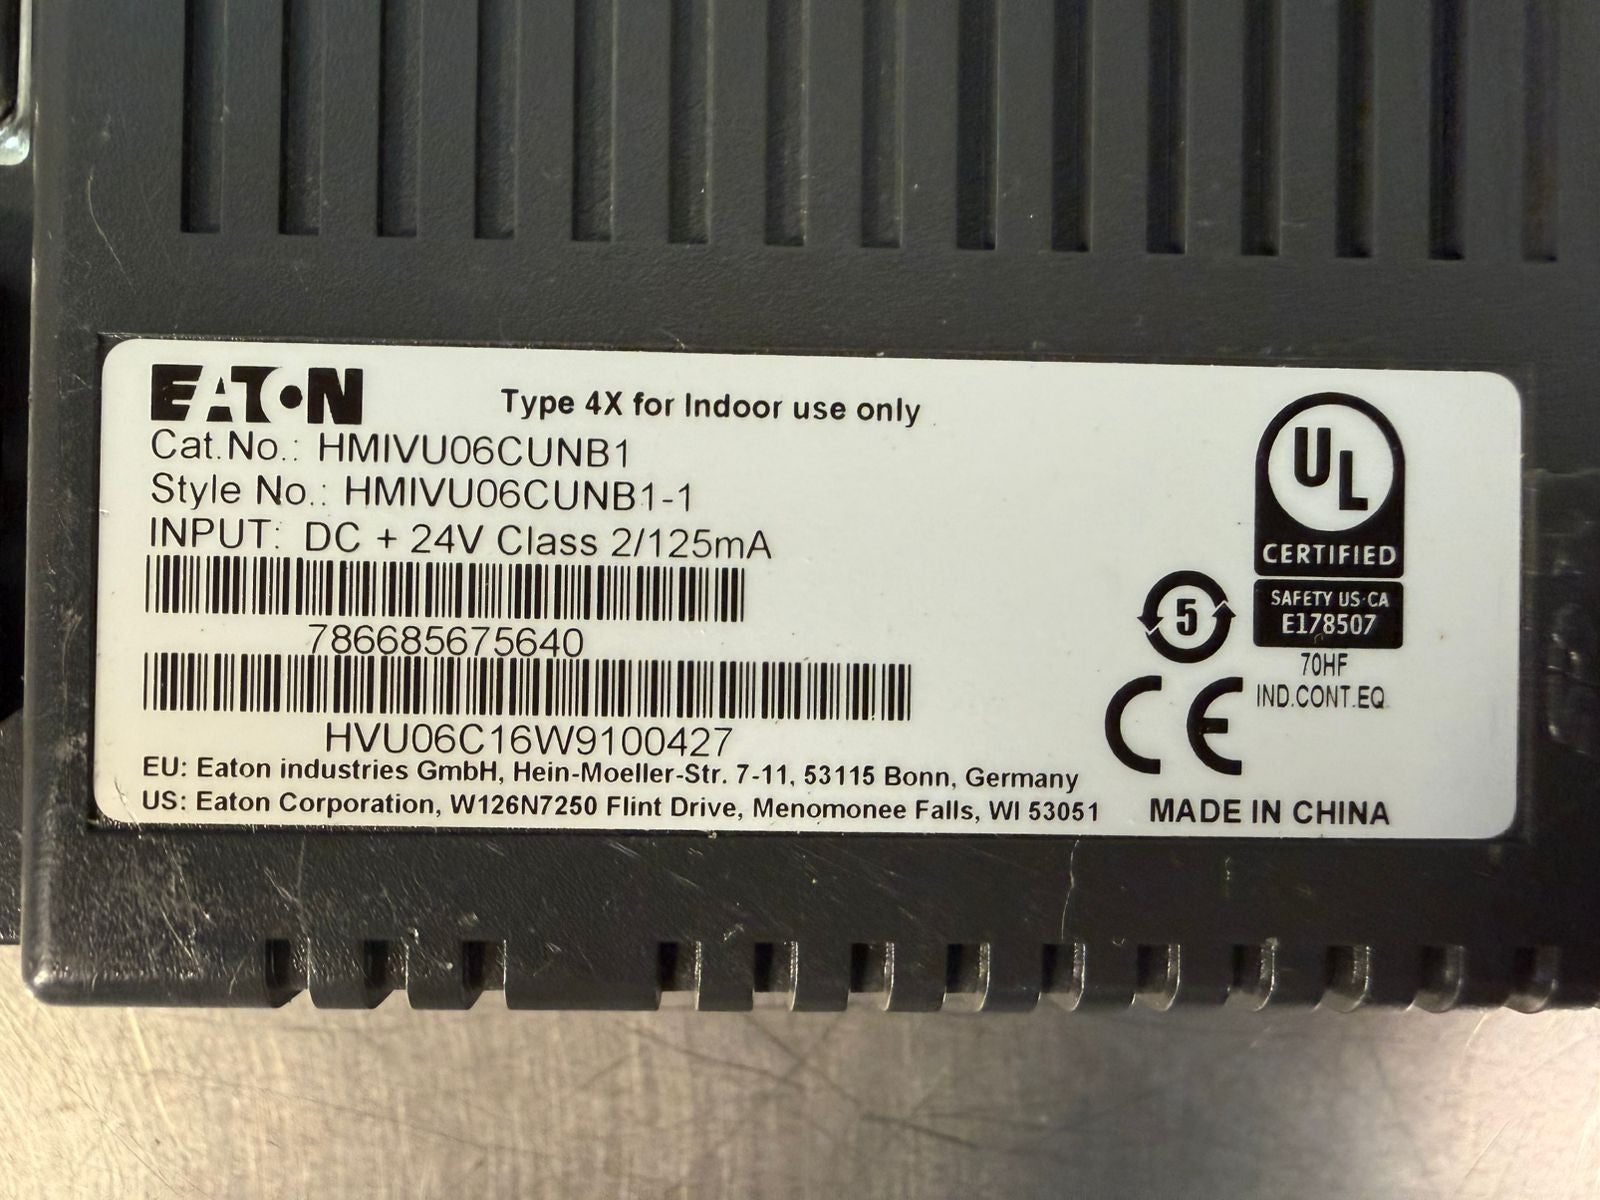 EATON
Type 4X for Indoor use only
Cat.No.: HMIVU06CUNB1
Style No.: HMIVU06CUNB1-1
INPUT: DC + 24V Class 2/125mA
786685675640
HVU06C16W9100427
EU: Eaton industries GmbH, Hein-Moeller-Str. 7-11, 53115 Bonn, Germany
US: Eaton Corporation, W126N7250 Flint Drive, Menomonee Falls, WI 53051
UL
CERTIFIED
SAFETY US·CA
E178507
5
70HF
IND.CONT.EQ
CE
MADE IN CHINA